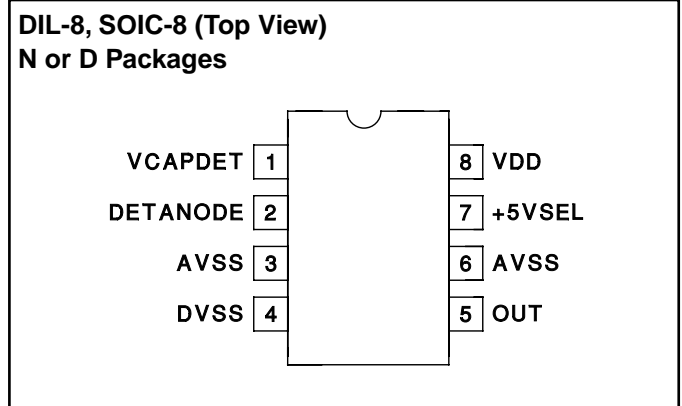 DIL-8, SOIC-8 (Top View)
N or D Packages
VCAPDET 1 8 VDD
DETANODE 2 7 +5VSEL
AVSS 3 6 AVSS
DVSS 4 5 OUT